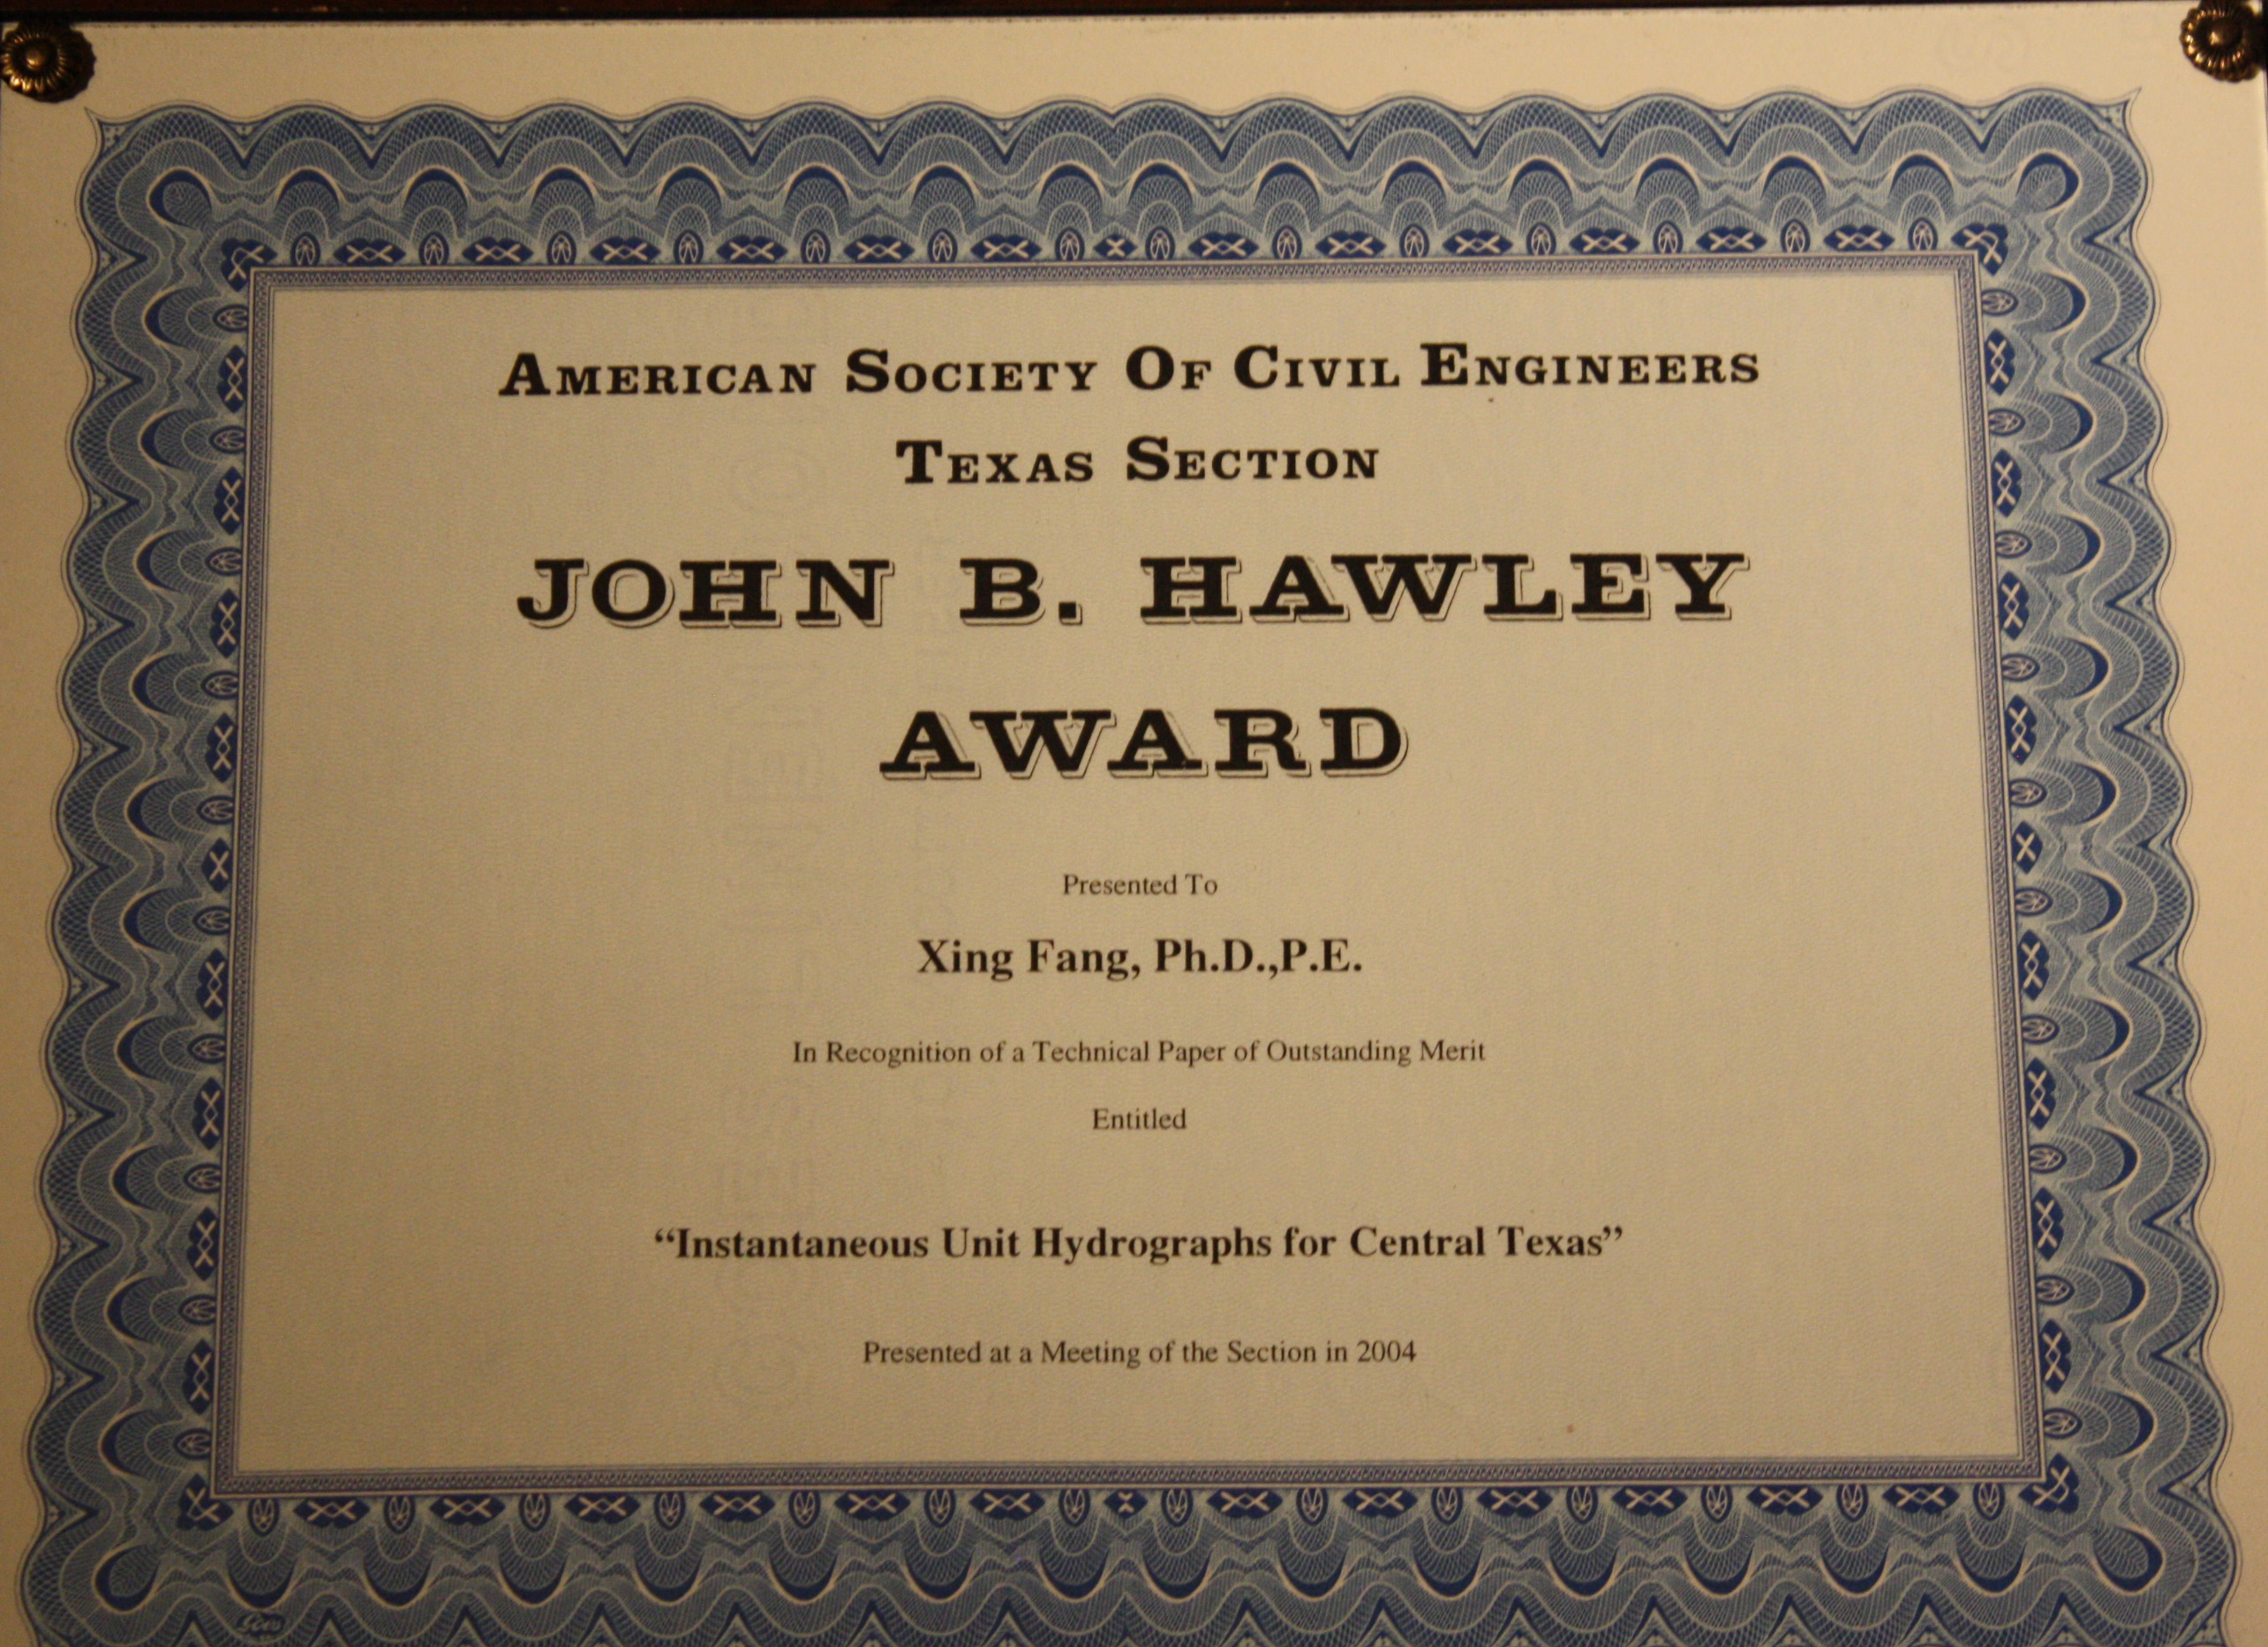 AMERICAN SOCIETY OF CIVIL ENGINEERS
TEXAS SECTION
JOHN B. HAWLEY
AWARD
Presented To
Xing Fang, Ph.D.,P.E.
In Recognition of a Technical Paper of Outstanding Merit
Entitled
“Instantaneous Unit Hydrographs for Central Texas”
Presented at a Meeting of the Section in 2004